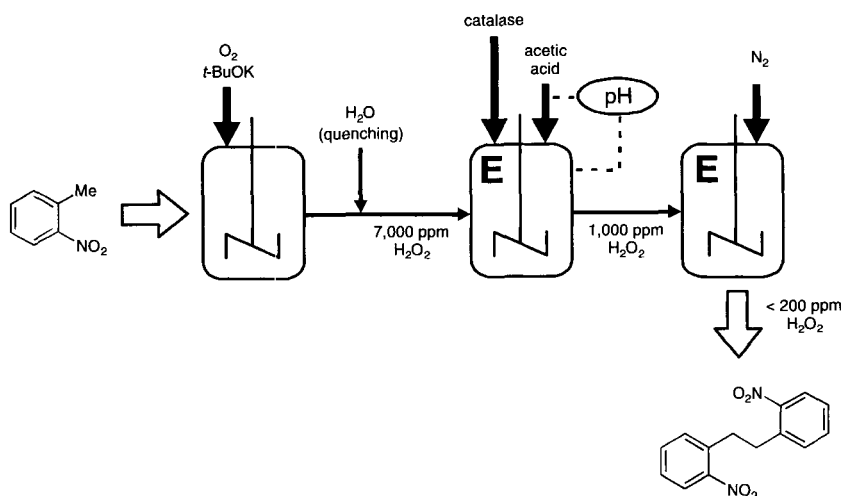 O₂
t-BuOK
H₂O
(quenching)
catalase
acetic
acid
pH
N₂
Me
NO₂
E
E
7,000 ppm
H₂O₂
1,000 ppm
H₂O₂
< 200 ppm
H₂O₂
O₂N
NO₂